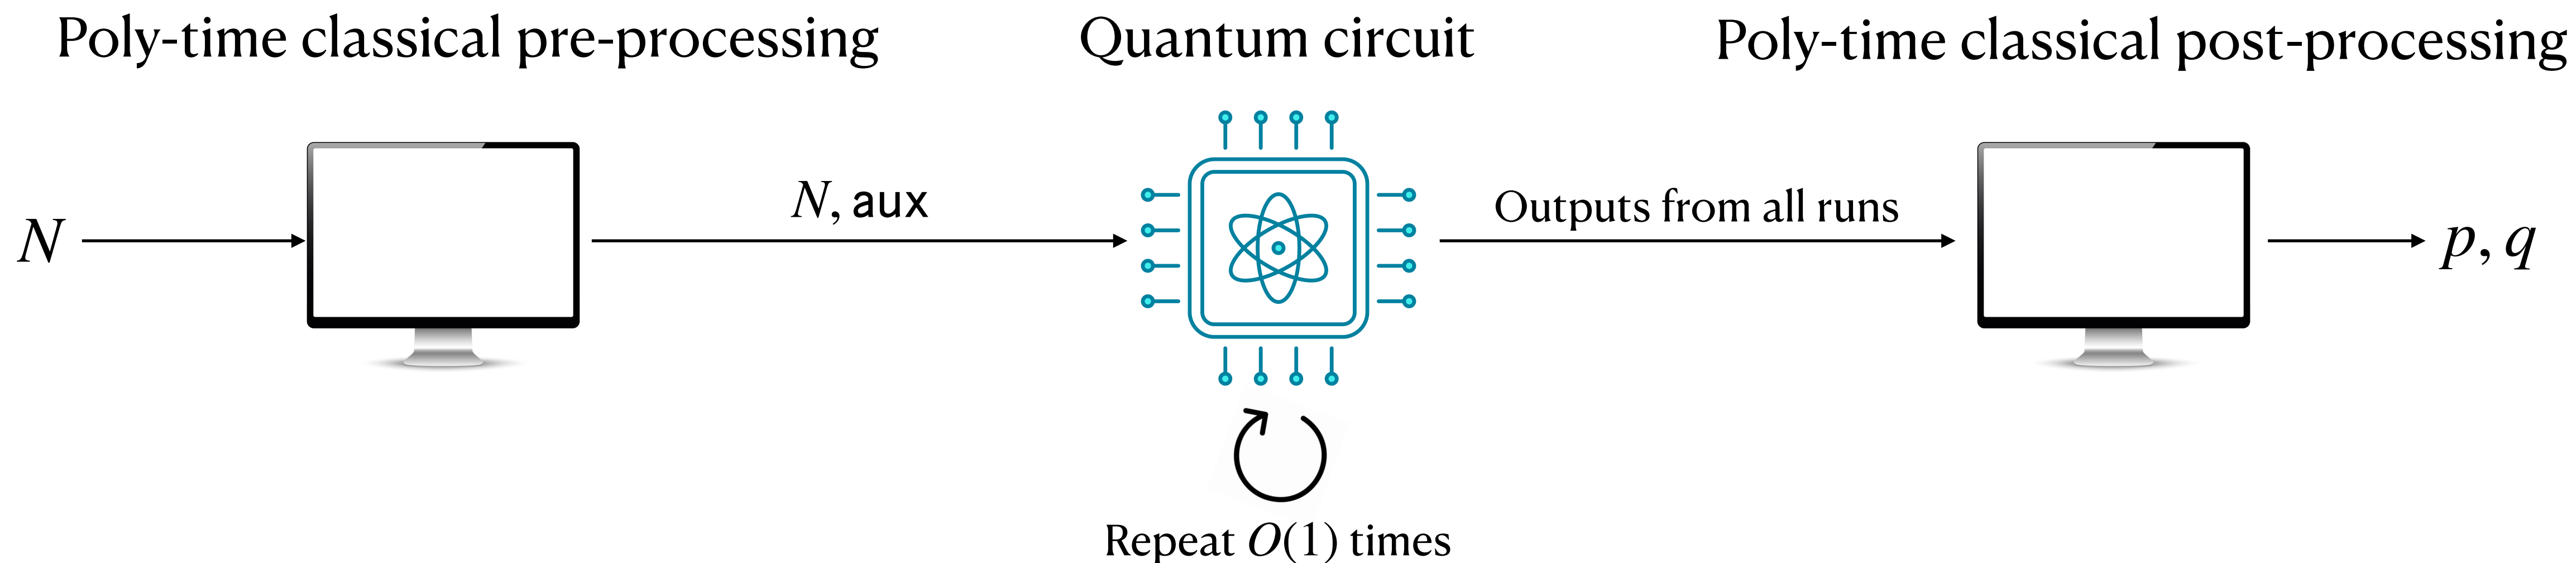 Poly-time classical pre-processing
Quantum circuit
Poly-time classical post-processing
N
N, aux
Outputs from all runs
p, q
Repeat O(1) times